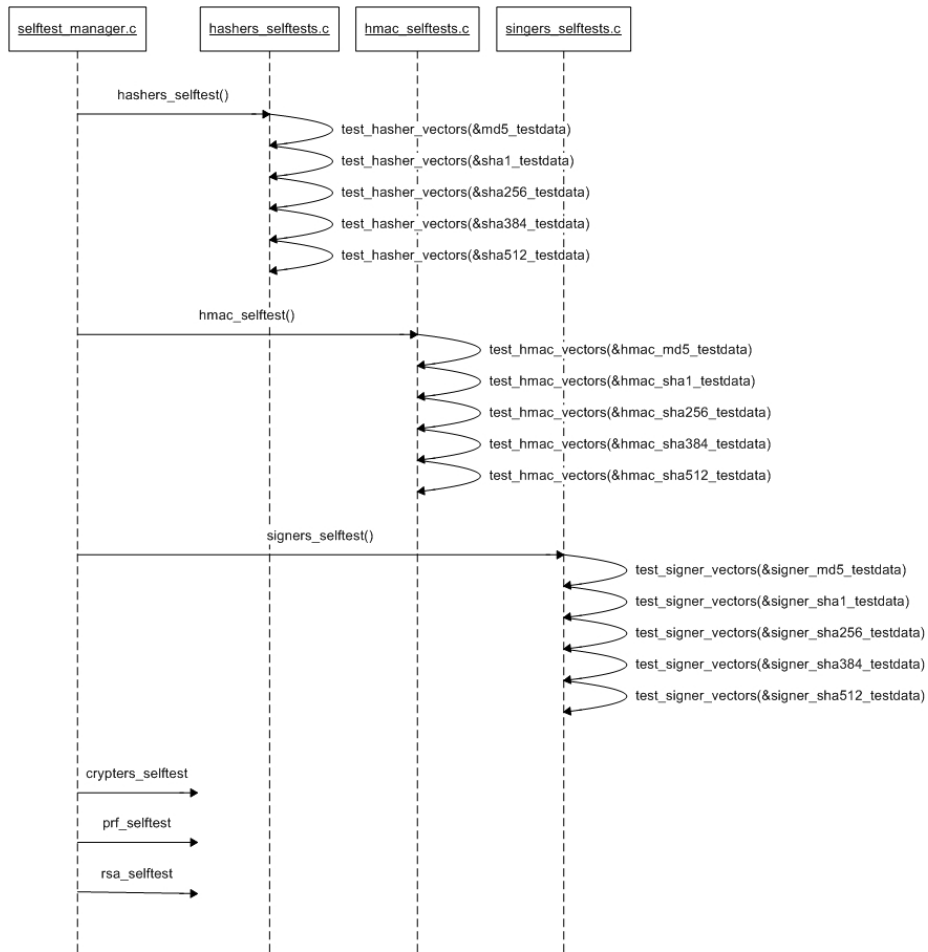 selftest_manager.c
hashers_selftests.c
hmac_selftests.c
singers_selftests.c
hashers_selftest()
test_hasher_vectors(&md5_testdata)
test_hasher_vectors(&sha1_testdata)
test_hasher_vectors(&sha256_testdata)
test_hasher_vectors(&sha384_testdata)
test_hasher_vectors(&sha512_testdata)
hmac_selftest()
test_hmac_vectors(&hmac_md5_testdata)
test_hmac_vectors(&hmac_sha1_testdata)
test_hmac_vectors(&hmac_sha256_testdata)
test_hmac_vectors(&hmac_sha384_testdata)
test_hmac_vectors(&hmac_sha512_testdata)
signers_selftest()
test_signer_vectors(&signer_md5_testdata)
test_signer_vectors(&signer_sha1_testdata)
test_signer_vectors(&signer_sha256_testdata)
test_signer_vectors(&signer_sha384_testdata)
test_signer_vectors(&signer_sha512_testdata)
crypters_selftest
prf_selftest
rsa_selftest